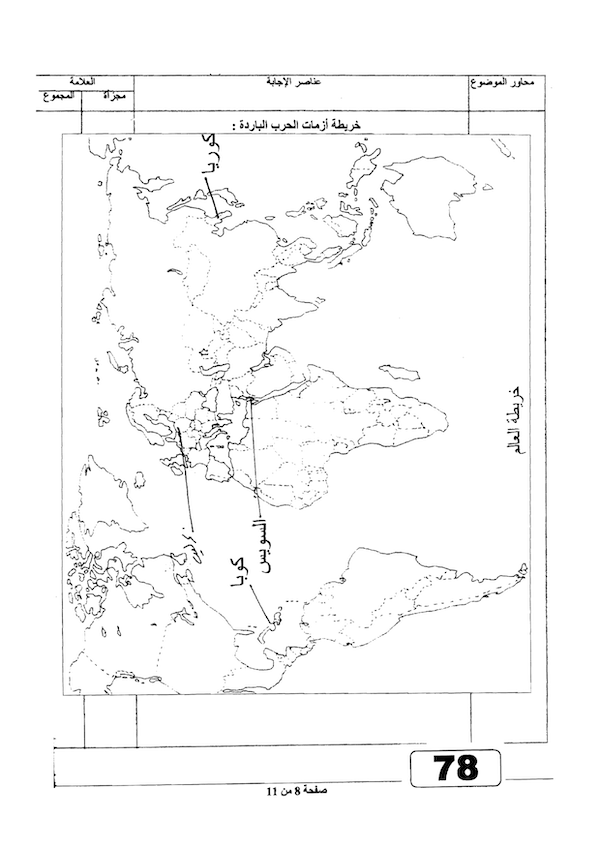 محاور الموضوع
عناصر الإجابة
العلامة
مجزأة
المجموع
خريطة أزمات الحرب الباردة :
كوريا
برلين
السويس
كوبا
خريطة العالم
78
صفحة 8 من 11